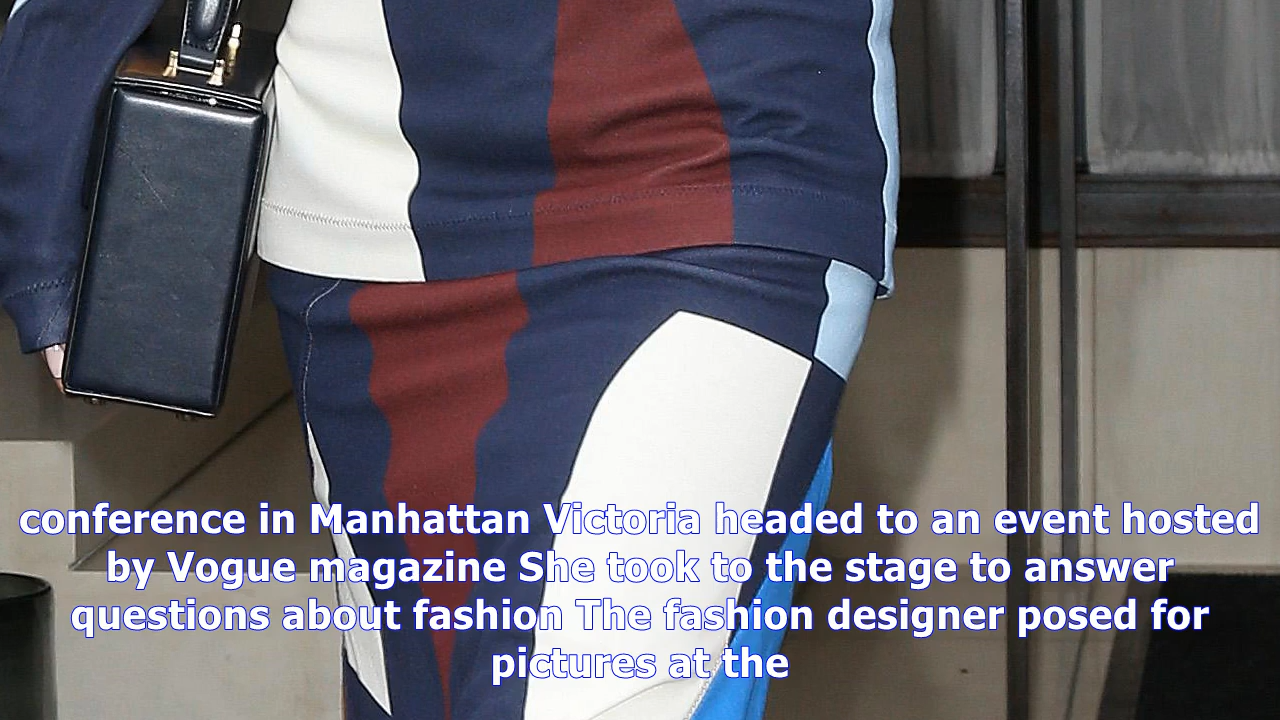 conference in Manhattan Victoria headed to an event hosted
by Vogue magazine She took to the stage to answer
questions about fashion The fashion designer posed for
pictures at the